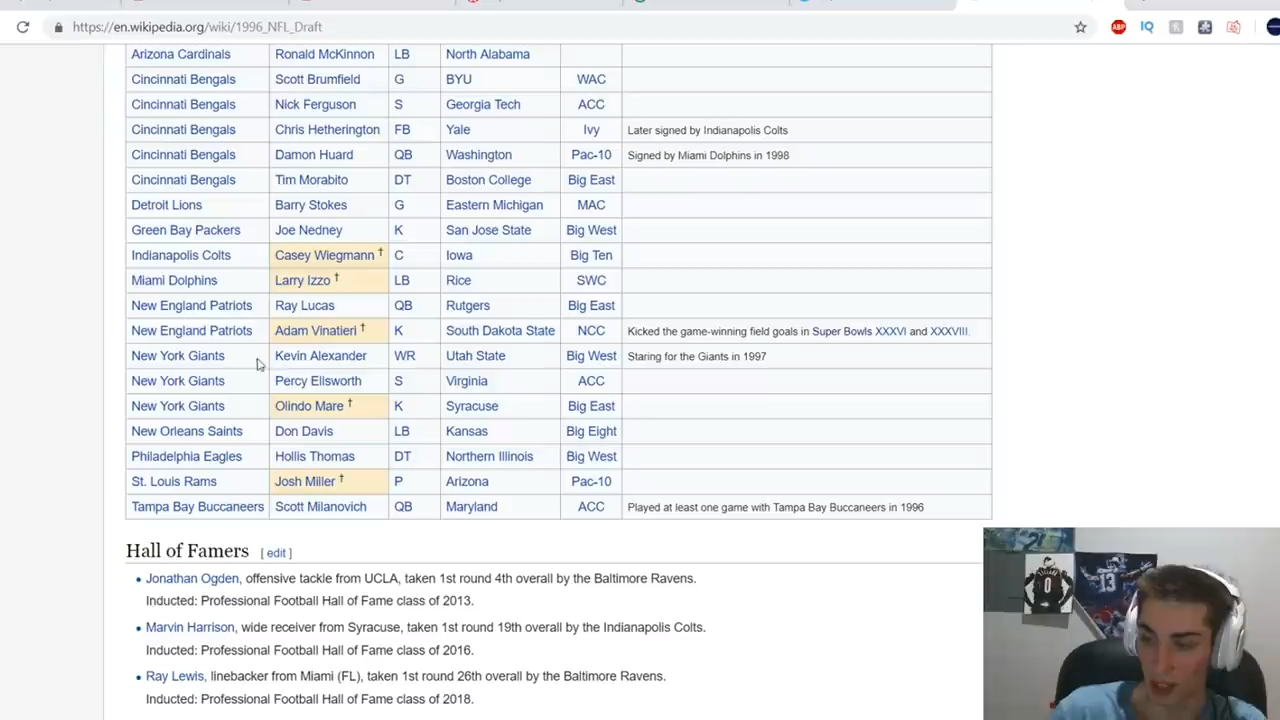 https://en.wikipedia.org/wiki/1996_NFL_Draft
ABP
IQ
Arizona Cardinals Ronald McKinnon LB North Alabama
Cincinnati Bengals Scott Brumfield G BYU WAC
Cincinnati Bengals Nick Ferguson S Georgia Tech ACC
Cincinnati Bengals Chris Hetherington FB Yale Ivy Later signed by Indianapolis Colts
Cincinnati Bengals Damon Huard QB Washington Pac-10 Signed by Miami Dolphins in 1998
Cincinnati Bengals Tim Morabito DT Boston College Big East
Detroit Lions Barry Stokes G Eastern Michigan MAC
Green Bay Packers Joe Nedney K San Jose State Big West
Indianapolis Colts Casey Wiegmann † C Iowa Big Ten
Miami Dolphins Larry Izzo † LB Rice SWC
New England Patriots Ray Lucas QB Rutgers Big East
New England Patriots Adam Vinatieri † K South Dakota State NCC Kicked the game-winning field goals in Super Bowls XXXVI and XXXVIII.
New York Giants Kevin Alexander WR Utah State Big West Staring for the Giants in 1997
New York Giants Percy Ellsworth S Virginia ACC
New York Giants Olindo Mare † K Syracuse Big East
New Orleans Saints Don Davis LB Kansas Big Eight
Philadelphia Eagles Hollis Thomas DT Northern Illinois Big West
St. Louis Rams Josh Miller † P Arizona Pac-10
Tampa Bay Buccaneers Scott Milanovich QB Maryland ACC Played at least one game with Tampa Bay Buccaneers in 1996
Hall of Famers [ edit ]
• Jonathan Ogden, offensive tackle from UCLA, taken 1st round 4th overall by the Baltimore Ravens.
Inducted: Professional Football Hall of Fame class of 2013.
• Marvin Harrison, wide receiver from Syracuse, taken 1st round 19th overall by the Indianapolis Colts.
Inducted: Professional Football Hall of Fame class of 2016.
• Ray Lewis, linebacker from Miami (FL), taken 1st round 26th overall by the Baltimore Ravens.
Inducted: Professional Football Hall of Fame class of 2018.
0
13